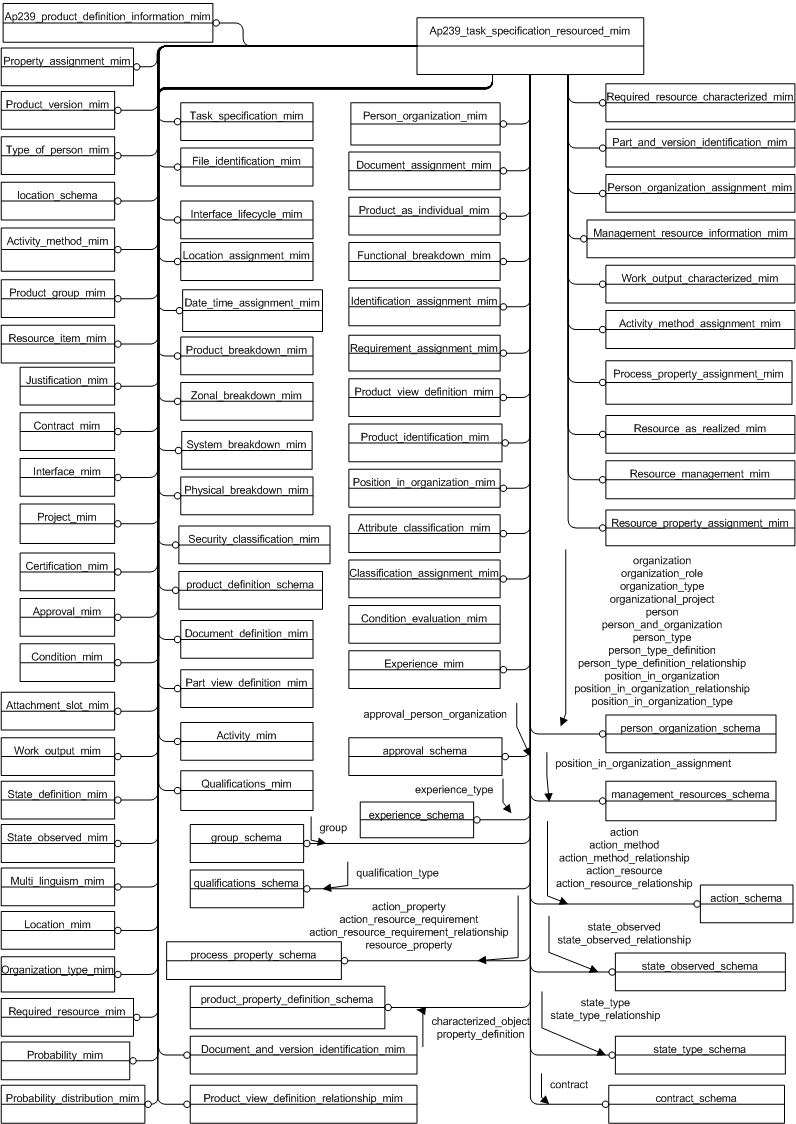 Ap239_product_definition_information_mim
Ap239_task_specification_resourced_mim
Property_assignment_mim
Product_version_mim
Type_of_person_mim
location_schema
Activity_method_mim
Product_group_mim
Resource_item_mim
Justification_mim
Contract_mim
Interface_mim
Project_mim
Certification_mim
Approval_mim
Condition_mim
Attachment_slot_mim
Work_output_mim
State_definition_mim
State_observed_mim
Multi_linguism_mim
Location_mim
Organization_type_mim
Required_resource_mim
Probability_mim
Probability_distribution_mim
Task_specification_mim
File_identification_mim
Interface_lifecycle_mim
Location_assignment_mim
Date_time_assignment_mim
Product_breakdown_mim
Zonal_breakdown_mim
System_breakdown_mim
Physical_breakdown_mim
Security_classification_mim
product_definition_schema
Document_definition_mim
Part_view_definition_mim
Activity_mim
Qualifications_mim
group_schema
group
qualifications_schema
qualification_type
action_property
action_resource_requirement
action_resource_requirement_relationship
resource_property
process_property_schema
product_property_definition_schema
characterized_object
property_definition
Document_and_version_identification_mim
Product_view_definition_relationship_mim
Person_organization_mim
Document_assignment_mim
Product_as_individual_mim
Functional_breakdown_mim
Identification_assignment_mim
Requirement_assignment_mim
Product_view_definition_mim
Product_identification_mim
Position_in_organization_mim
Attribute_classification_mim
Classification_assignment_mim
Condition_evaluation_mim
Experience_mim
approval_person_organization
approval_schema
experience_type
experience_schema
Required_resource_characterized_mim
Part_and_version_identification_mim
Person_organization_assignment_mim
Management_resource_information_mim
Work_output_characterized_mim
Activity_method_assignment_mim
Process_property_assignment_mim
Resource_as_realized_mim
Resource_management_mim
Resource_property_assignment_mim
organization
organization_role
organization_type
organizational_project
person
person_and_organization
person_type
person_type_definition
person_type_definition_relationship
position_in_organization
position_in_organization_relationship
position_in_organization_type
person_organization_schema
position_in_organization_assignment
management_resources_schema
action
action_method
action_method_relationship
action_resource
action_resource_relationship
action_schema
state_observed
state_observed_relationship
state_observed_schema
state_type
state_type_relationship
state_type_schema
contract
contract_schema